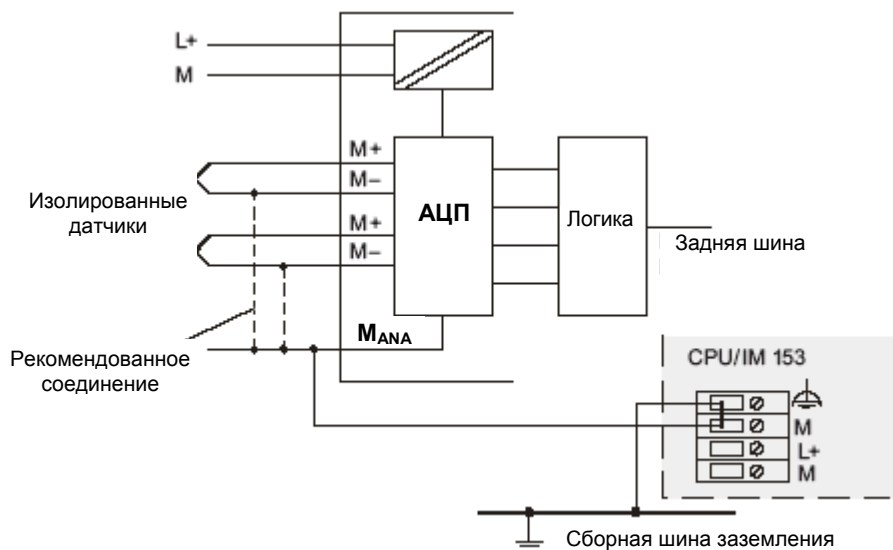 L+
M
M+
M–
M+
M–
Изолированные
датчики
АЦП
Логика
Задняя шина
MANA
Рекомендованное
соединение
CPU/IM 153
M
L+
M
Сборная шина заземления